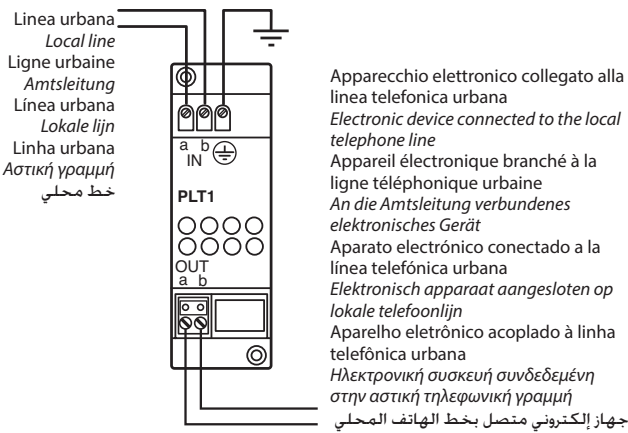 Linea urbana
Local line
Ligne urbaine
Amtsleitung
Línea urbana
Lokale lijn
Linha urbana
Αστική γραμμή
خط محلي
a b
IN
PLT1
OUT
a b
Apparecchio elettronico collegato alla
linea telefonica urbana
Electronic device connected to the local
telephone line
Appareil électronique branché à la
ligne téléphonique urbaine
An die Amtsleitung verbundenes
elektronisches Gerät
Aparato electrónico conectado a la
línea telefónica urbana
Elektronisch apparaat aangesloten op
lokale telefoonlijn
Aparelho eletrônico acoplado à linha
telefônica urbana
Ηλεκτρονική συσκευή συνδεδεμένη
στην αστική τηλεφωνική γραμμή
جهاز إلكتروني متصل بخط الهاتف المحلي